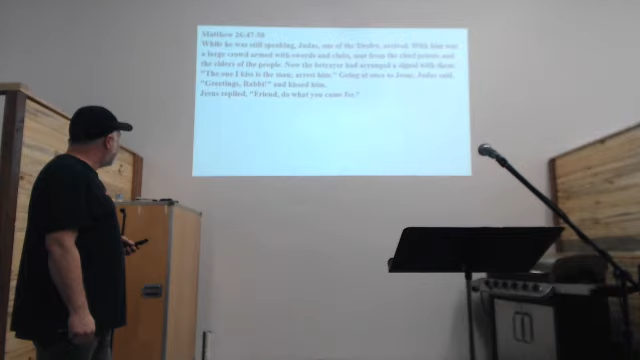 Matthew 26:47-50
While he was still speaking, Judas, one of the Twelve, arrived. With him was
a large crowd armed with swords and clubs, sent from the chief priests and
the elders of the people. Now the betrayer had arranged a signal with them:
"The one I kiss is the man; arrest him." Going at once to Jesus, Judas said,
"Greetings, Rabbi!" and kissed him.
Jesus replied, "Friend, do what you came for."